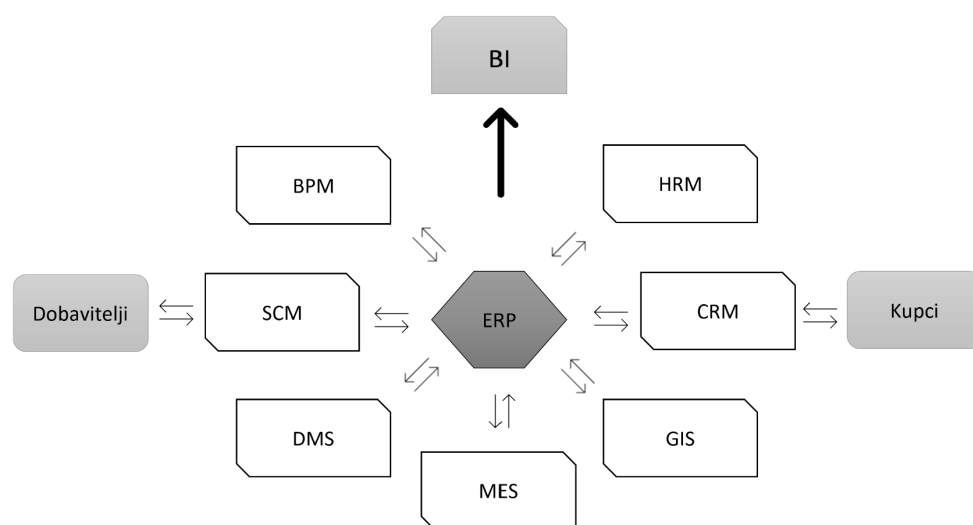 BI
BPM
HRM
Dobavitelji
SCM
ERP
CRM
Kupci
DMS
GIS
MES